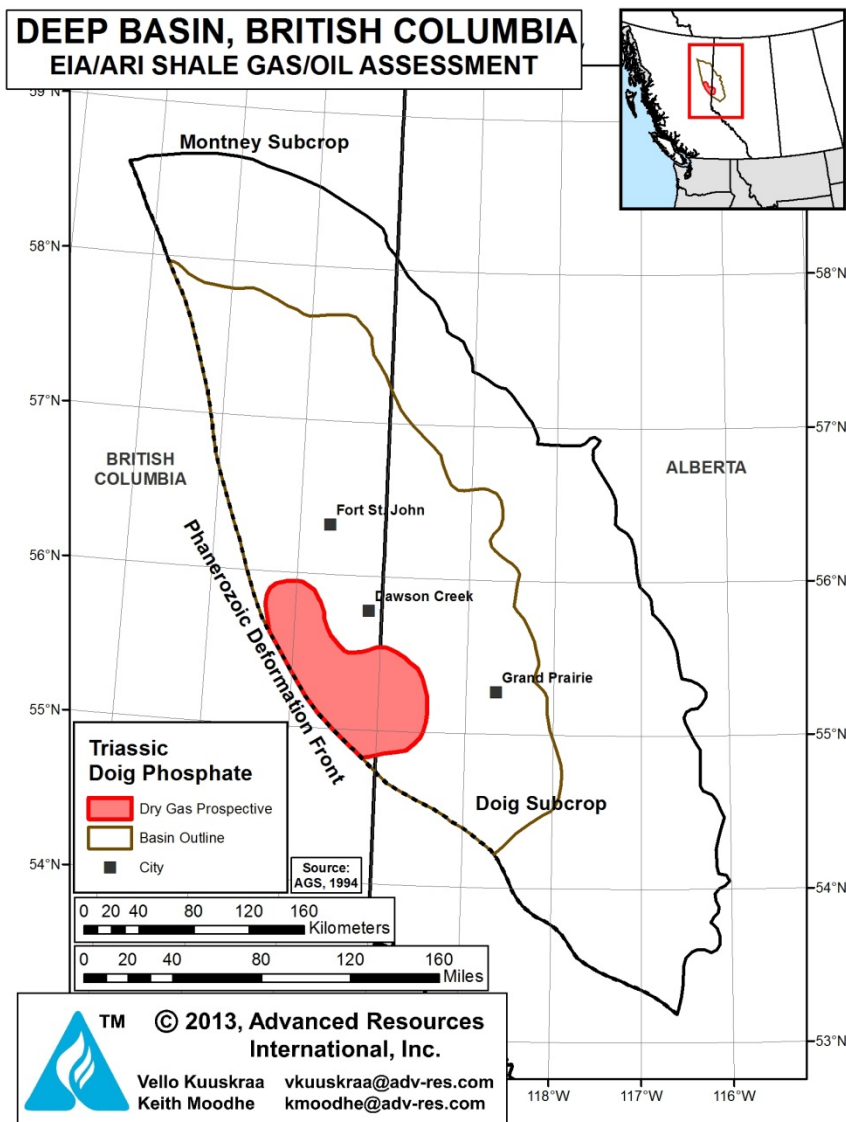 DEEP BASIN, BRITISH COLUMBIA
EIA/ARI SHALE GAS/OIL ASSESSMENT
59°N
Montney Subcrop
58°N
58°N
57°N
57°N
BRITISH
COLUMBIA
ALBERTA
Fort St. John
Phanerozoic Deformation Front
56°N
56°N
Dawson Creek
Grand Prairie
55°N
55°N
Triassic
Doig Phosphate
Dry Gas Prospective
Basin Outline
City
Doig Subcrop
Source:
AGS, 1994
54°N
54°N
0 20 40 80 120 160
Kilometers
0 20 40 80 120 160
Miles
53°N
TM
© 2013, Advanced Resources
International, Inc.
Vello Kuuskraa vkuuskraa@adv-res.com
Keith Moodhe kmoodhe@adv-res.com
118°W 117°W 116°W